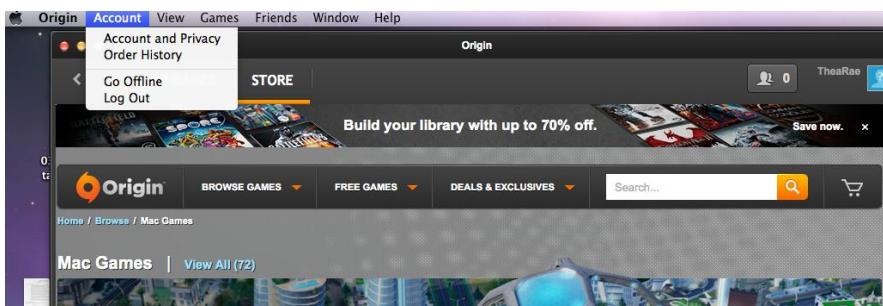 Origin Account View Games Friends Window Help
Account and Privacy
Order History
Go Offline
Log Out
Origin
STORE
0
TheaRae
BATTLEFIELD
SPORE
Build your library with up to 70% off.
Save now. ×
Origin
BROWSE GAMES
FREE GAMES
DEALS & EXCLUSIVES
Search...
Home / Browse / Mac Games
Mac Games | View All (72)